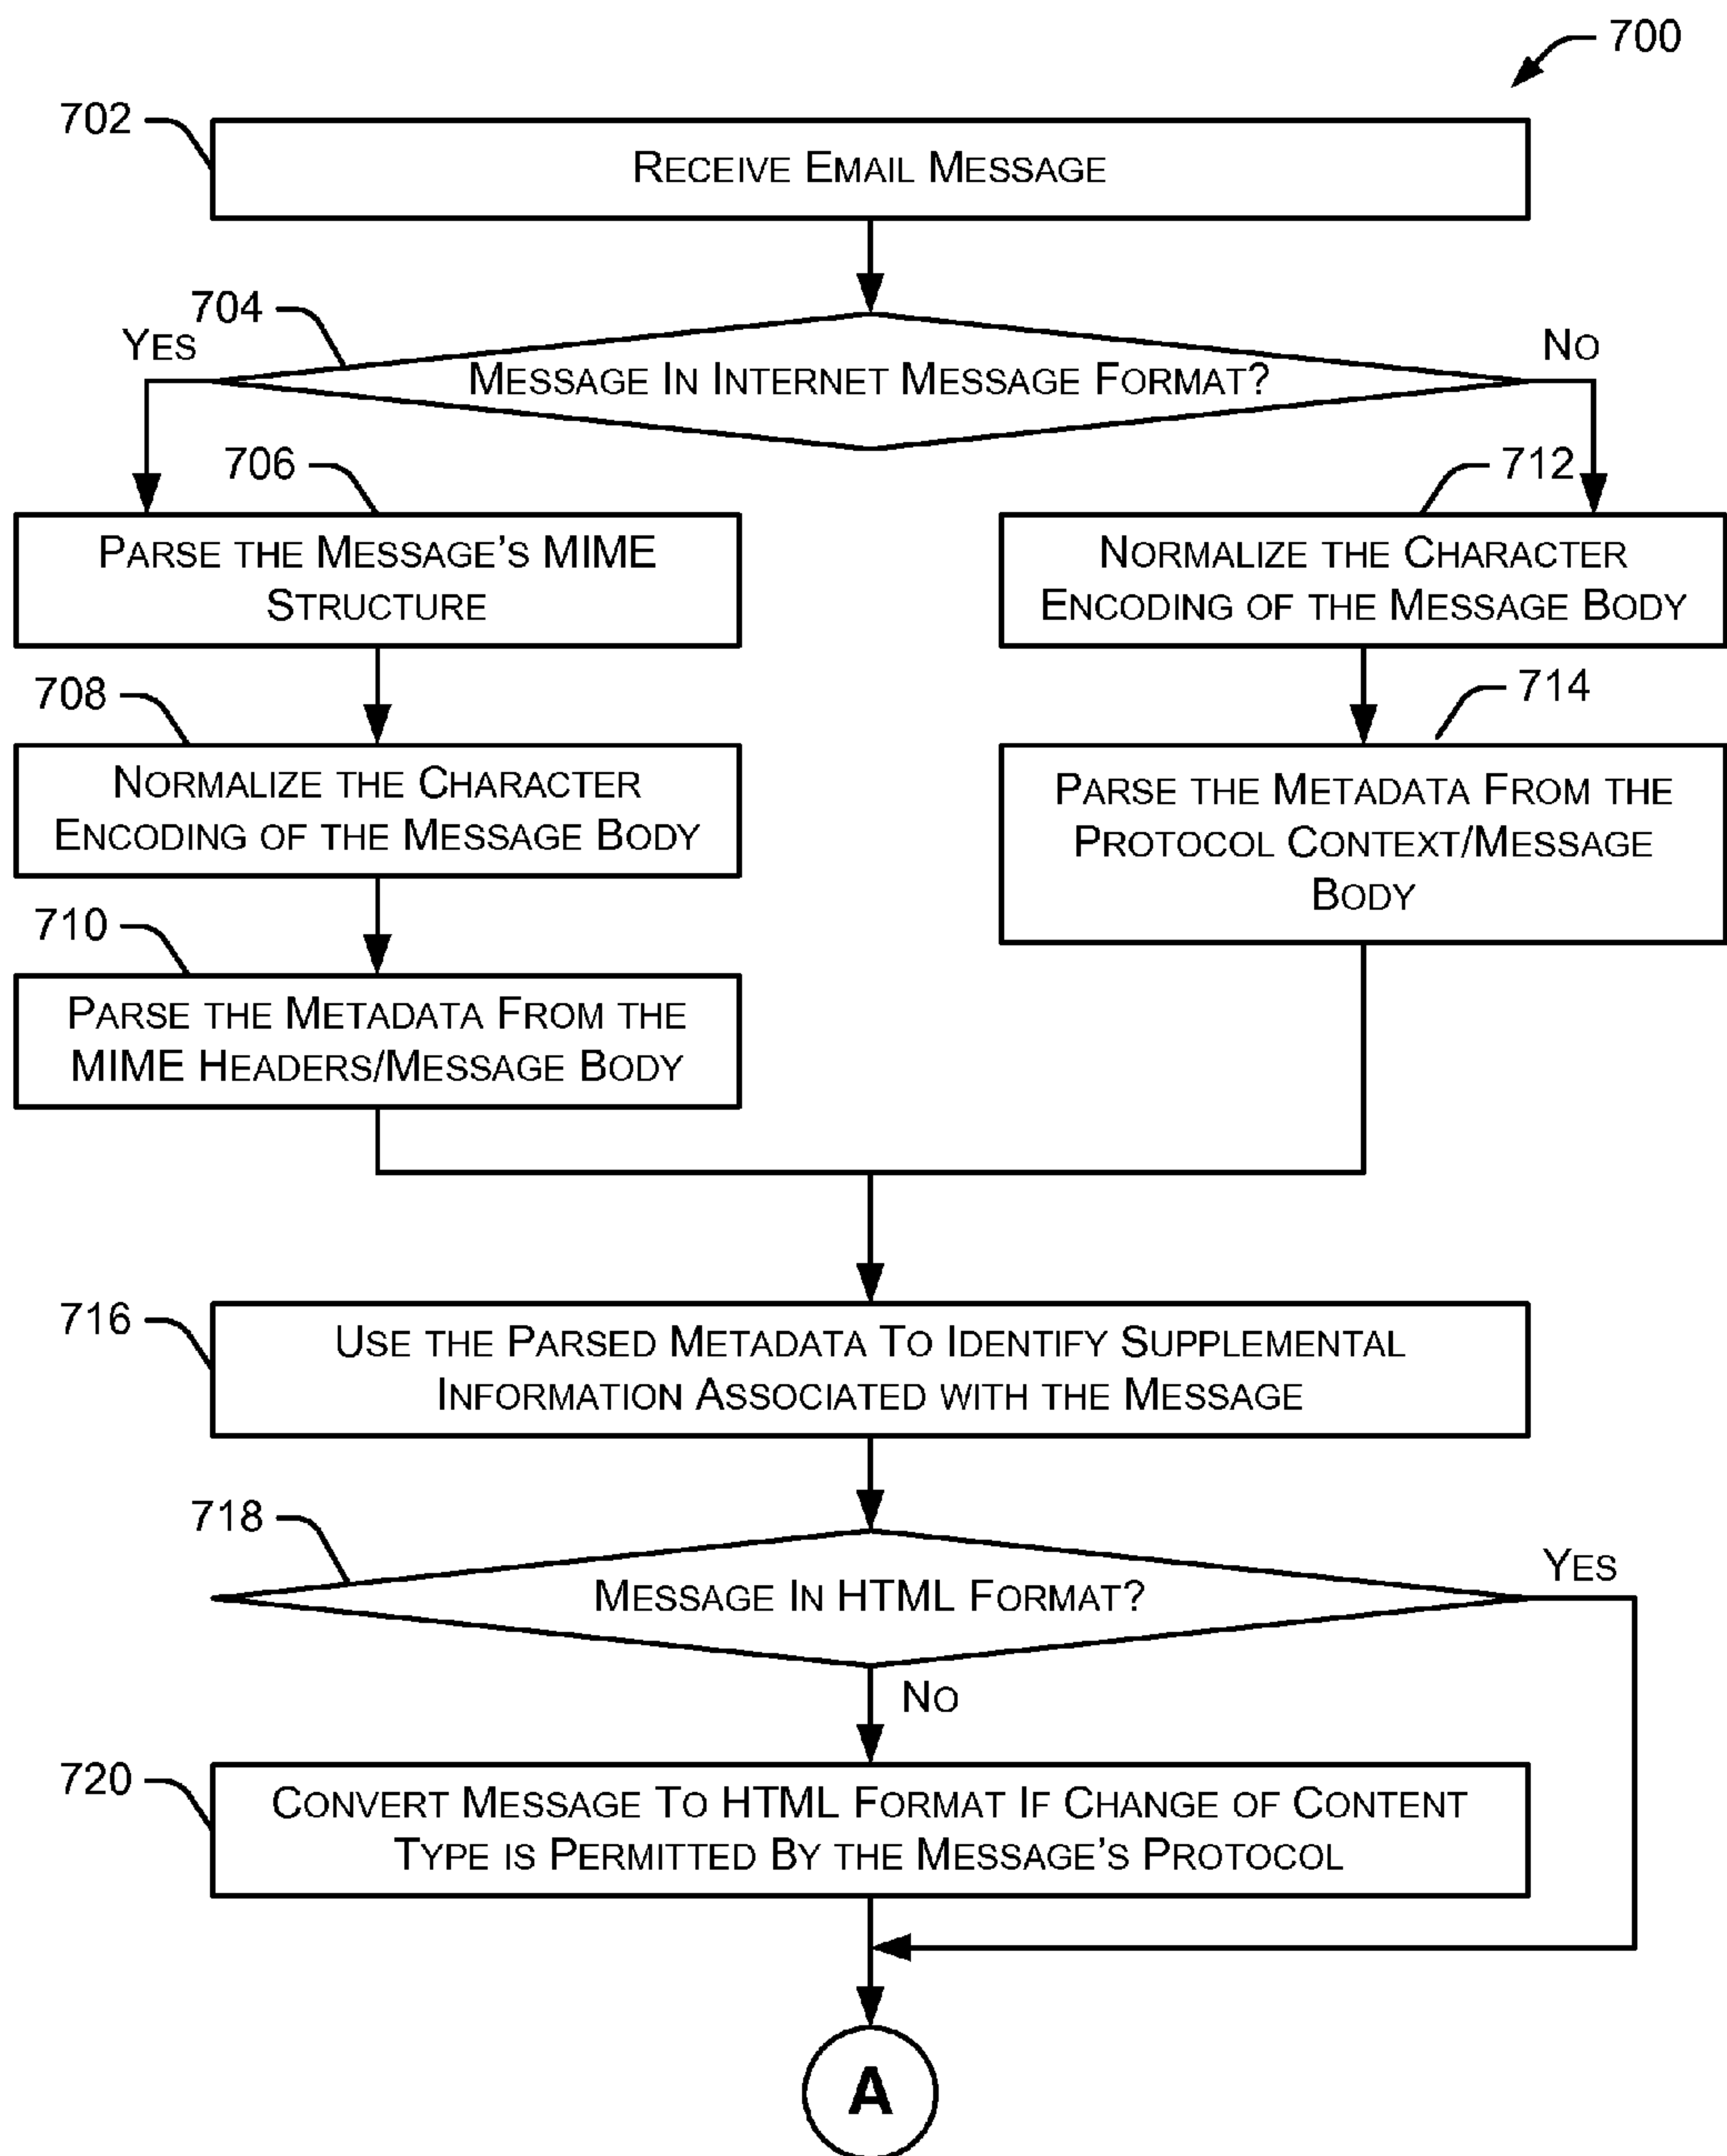 700
702
RECEIVE EMAIL MESSAGE
704
YES
NO
MESSAGE IN INTERNET MESSAGE FORMAT?
706
712
PARSE THE MESSAGE'S MIME
STRUCTURE
NORMALIZE THE CHARACTER
ENCODING OF THE MESSAGE BODY
708
714
NORMALIZE THE CHARACTER
ENCODING OF THE MESSAGE BODY
PARSE THE METADATA FROM THE
PROTOCOL CONTEXT/MESSAGE
BODY
710
PARSE THE METADATA FROM THE
MIME HEADERS/MESSAGE BODY
716
USE THE PARSED METADATA TO IDENTIFY SUPPLEMENTAL
INFORMATION ASSOCIATED WITH THE MESSAGE
718
YES
MESSAGE IN HTML FORMAT?
NO
720
CONVERT MESSAGE TO HTML FORMAT IF CHANGE OF CONTENT
TYPE IS PERMITTED BY THE MESSAGE'S PROTOCOL
A